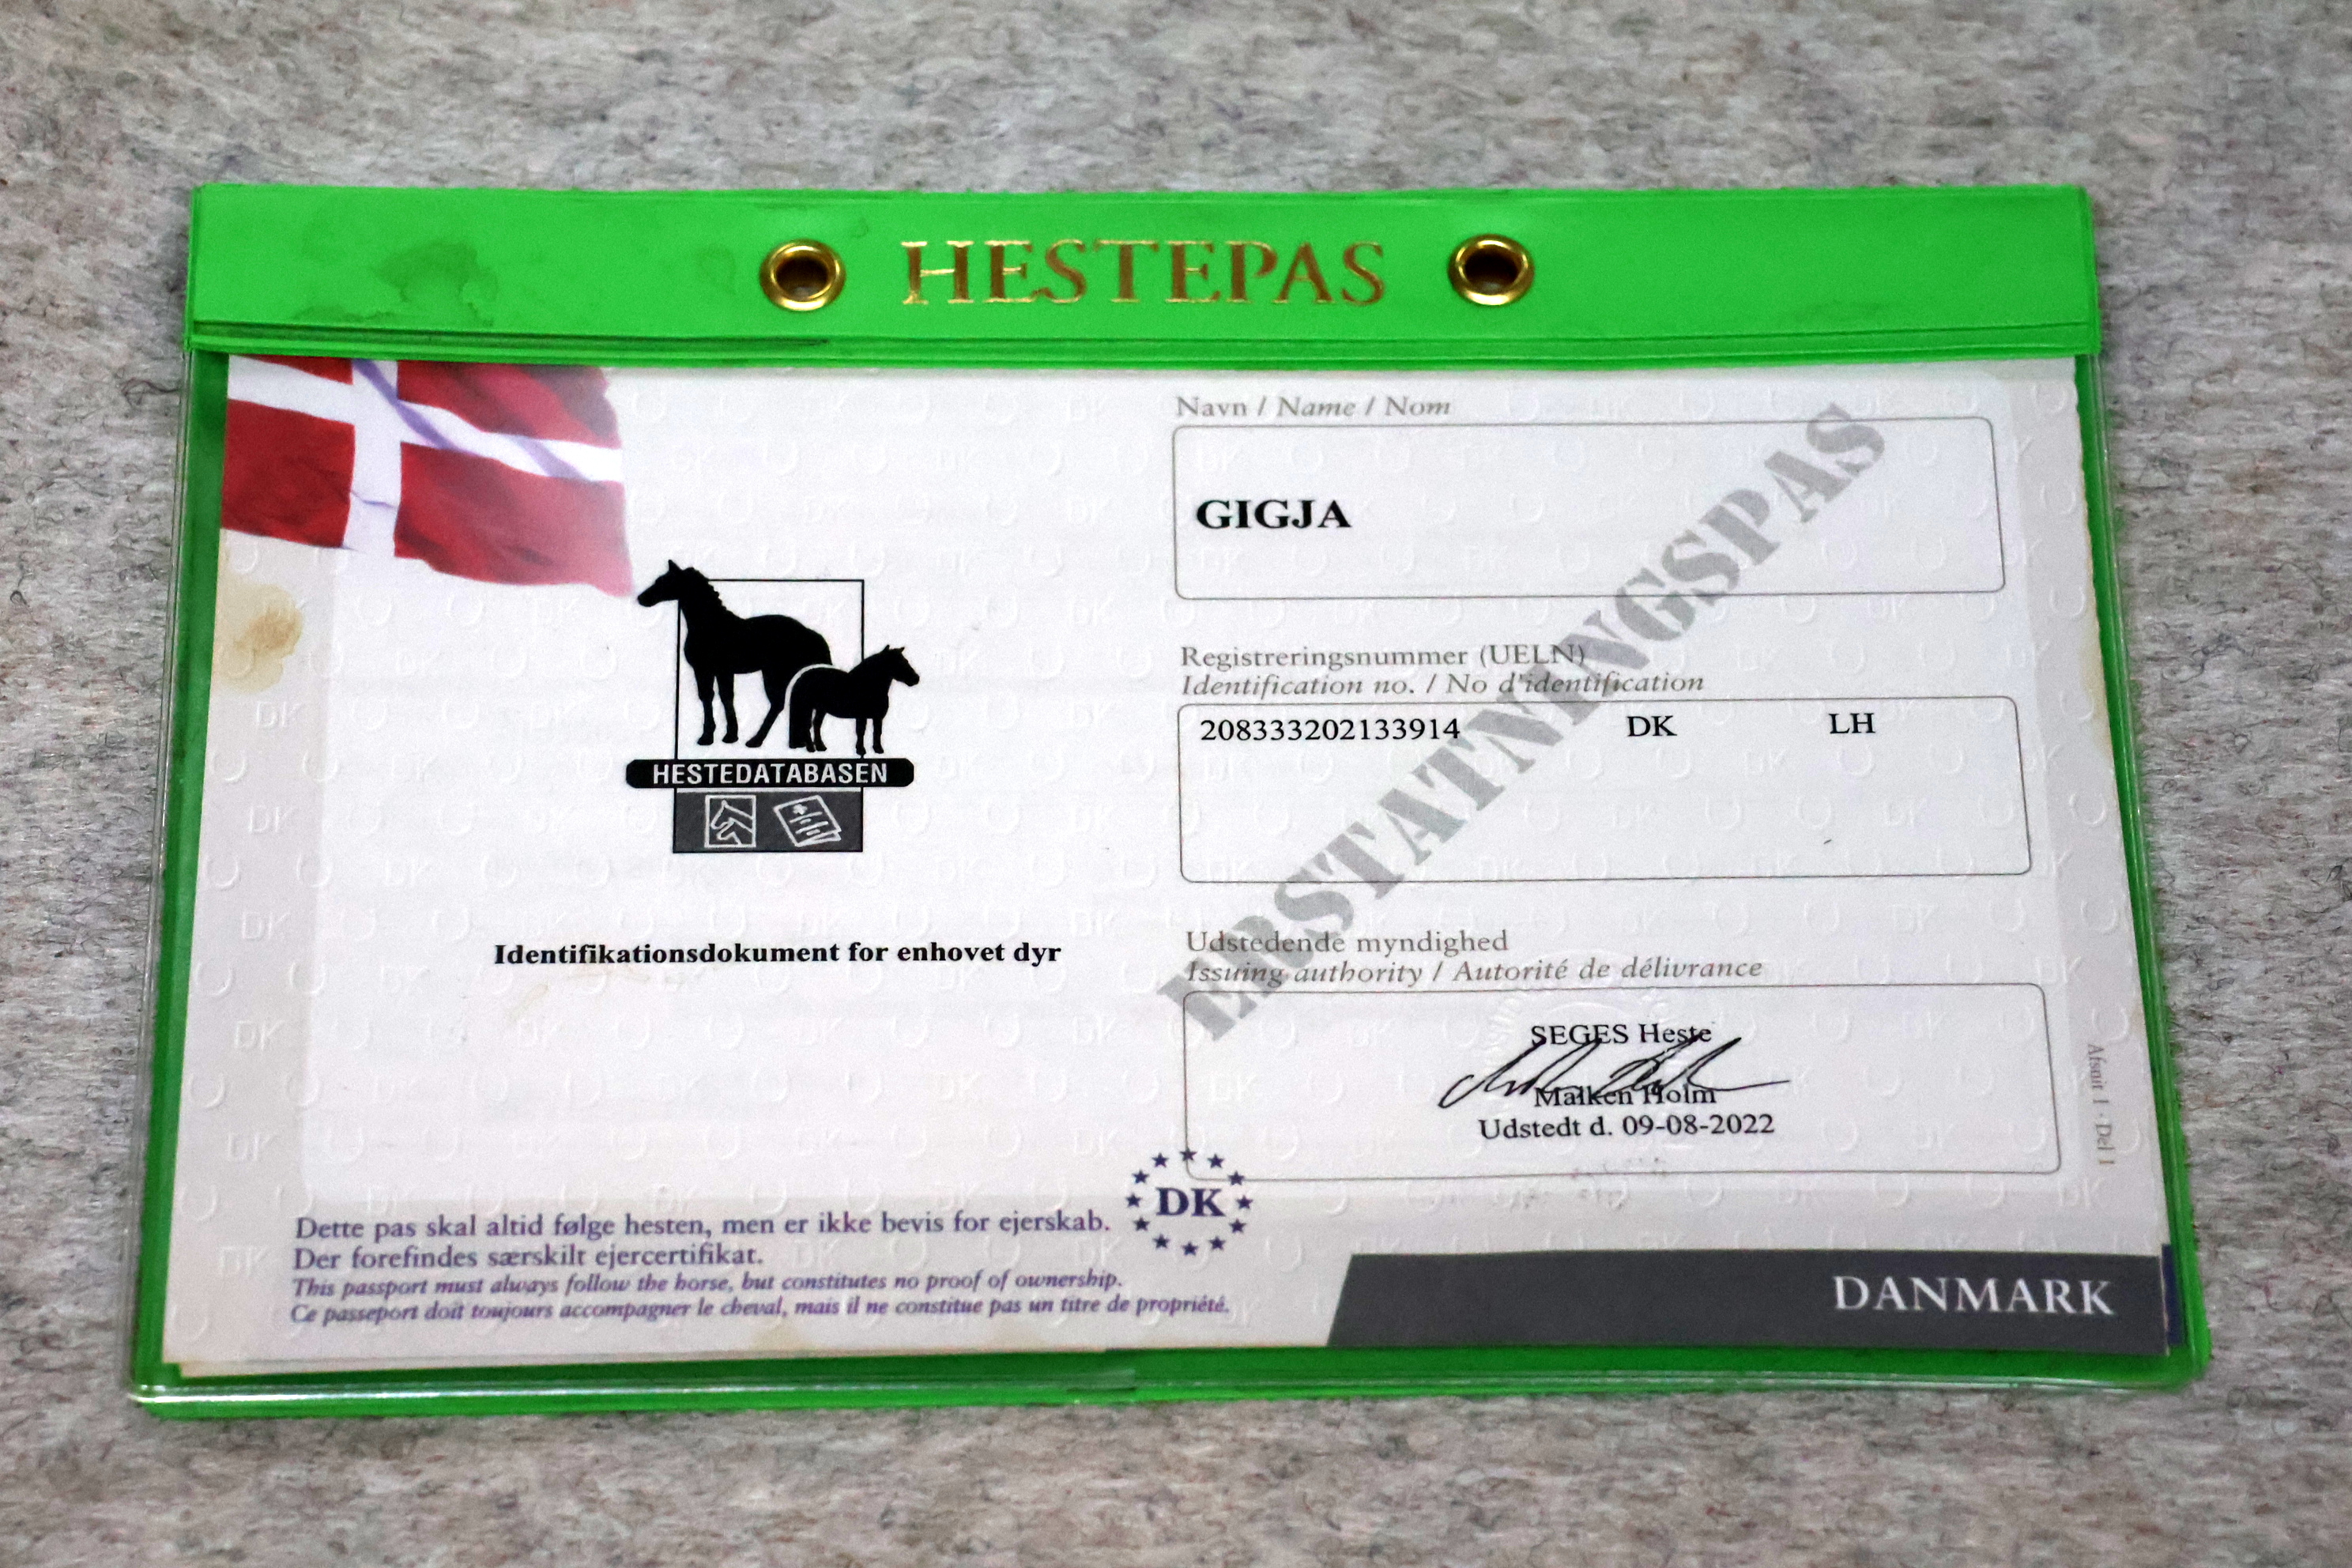 HESTEPAS
Navn / Name / Nom
GIGJA
ERSTATNINGSPAS
Registreringsnummer (UELN)
Identification no. / No d'identification
208333202133914 DK LH
HESTEDATABASEN
Identifikationsdokument for enhovet dyr
Udstedende myndighed
Issuing authority / Autorité de délivrance
SEGES Heste
Malken Holm
Udstedt d. 09-08-2022
Afsnit 1 - Del 1
DK
Dette pas skal altid følge hesten, men er ikke bevis for ejerskab.
Der forefindes særskilt ejercertifikat.
This passport must always follow the horse, but constitutes no proof of ownership.
Ce passeport doit toujours accompagner le cheval, mais il ne constitue pas un titre de propriété.
DANMARK